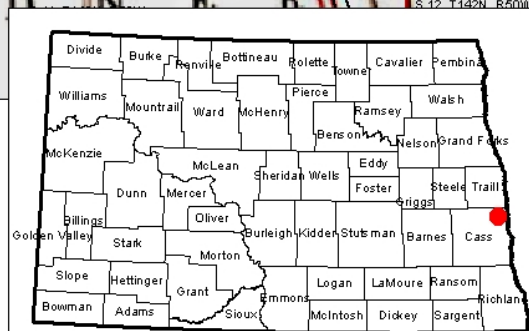 S 12 T142N R50W
Divide Burke Renville Bottineau Rolette Towner Cavalier Pembina
Williams Mountrail Ward McHenry Pierce Ramsey Walsh
Benson Nelson Grand Forks
McKenzie McLean Sheridan Wells Eddy
Dunn Mercer Foster Griggs Steele Traill
Golden Valley Billings Oliver
Stark Burleigh Kidder Stutsman Barnes Cass
Morton
Slope Hettinger Grant Logan LaMoure Ransom
Emmons Richland
Bowman Adams Sioux McIntosh Dickey Sargent